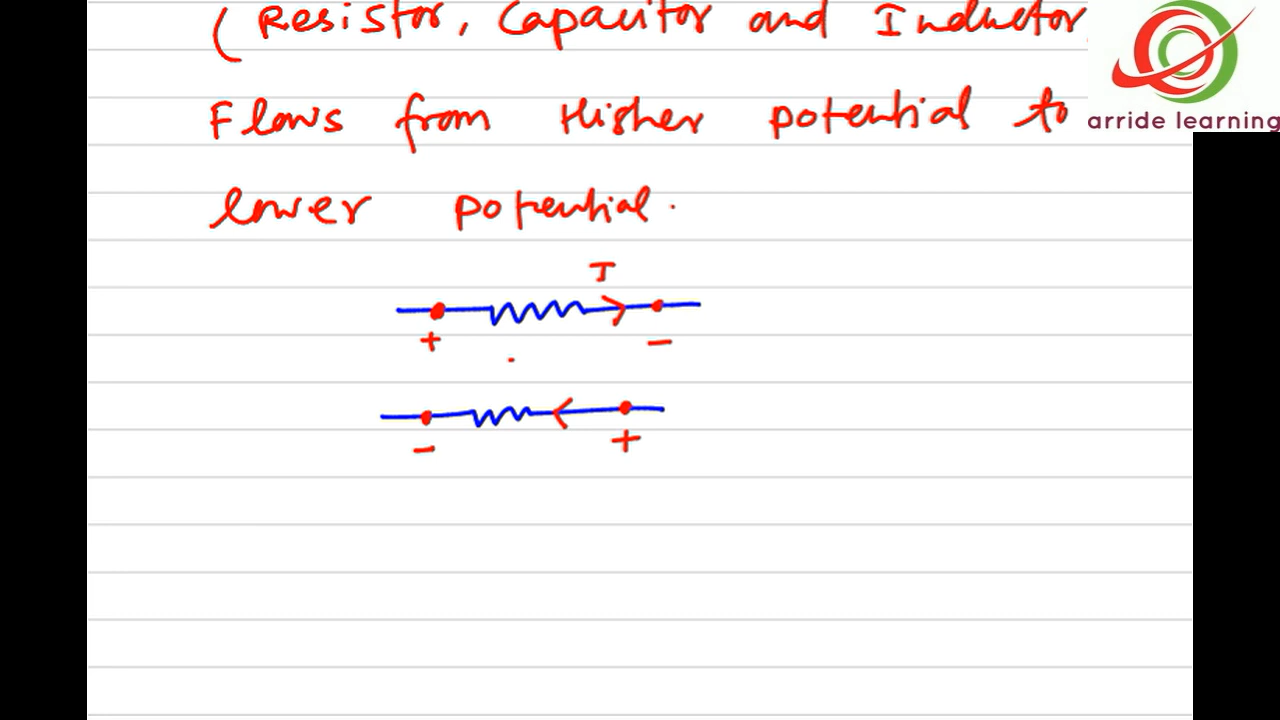 (Resistor, Capacitor and Inductor
arride learning
Flows from Higher potential to
lower potential.
I
+ -
- +